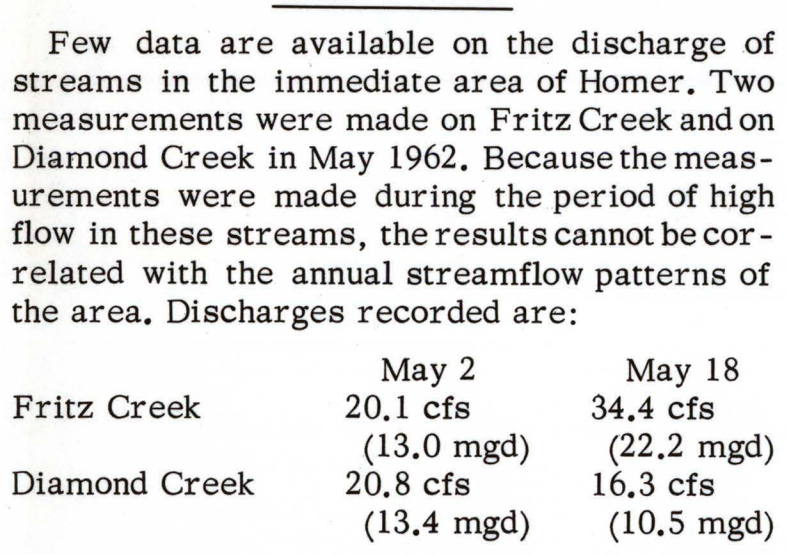 Few data are available on the discharge of
streams in the immediate area of Homer. Two
measurements were made on Fritz Creek and on
Diamond Creek in May 1962. Because the meas-
urements were made during the period of high
flow in these streams, the results cannot be cor-
related with the annual streamflow patterns of
the area. Discharges recorded are:
May 2 May 18
Fritz Creek 20.1 cfs 34.4 cfs
(13.0 mgd) (22.2 mgd)
Diamond Creek 20.8 cfs 16.3 cfs
(13.4 mgd) (10.5 mgd)